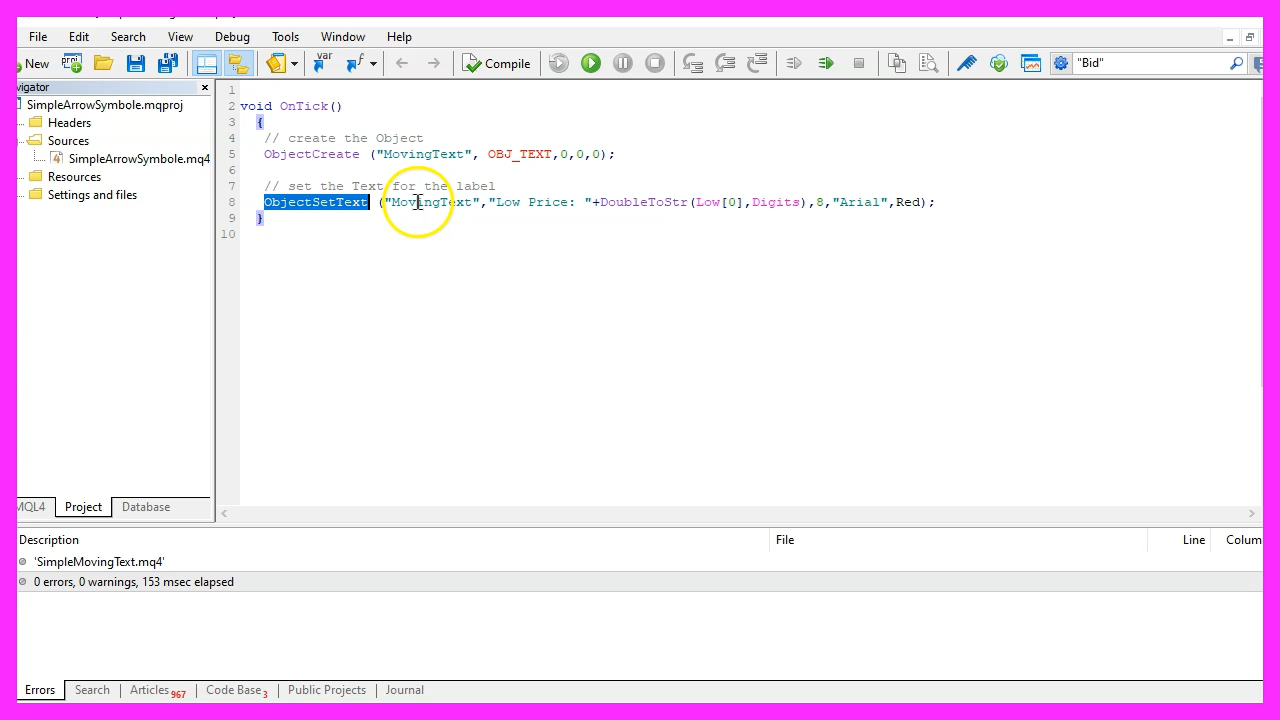 File Edit Search View Debug Tools Window Help
New Compile "Bid"
avigator
SimpleArrowSymbole.mqproj
Headers
Sources
SimpleArrowSymbole.mq4
Resources
Settings and files
MQL4 Project Database
1
2 void OnTick()
3 {
4 // create the Object
5 ObjectCreate ("MovingText", OBJ_TEXT,0,0,0);
6
7 // set the Text for the label
8 ObjectSetText ("MovingText","Low Price: "+DoubleToStr(Low[0],Digits),8,"Arial",Red);
9 }
10
Description File Line Colum
'SimpleMovingText.mq4'
0 errors, 0 warnings, 153 msec elapsed
Errors Search Articles 967 Code Base 3 Public Projects Journal